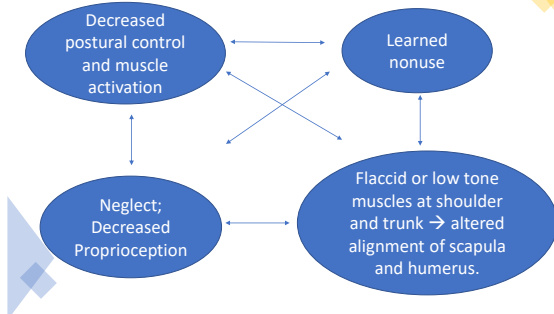 Decreased
postural control
and muscle
activation
Learned
nonuse
Neglect;
Decreased
Proprioception
Flaccid or low tone
muscles at shoulder
and trunk → altered
alignment of scapula
and humerus.